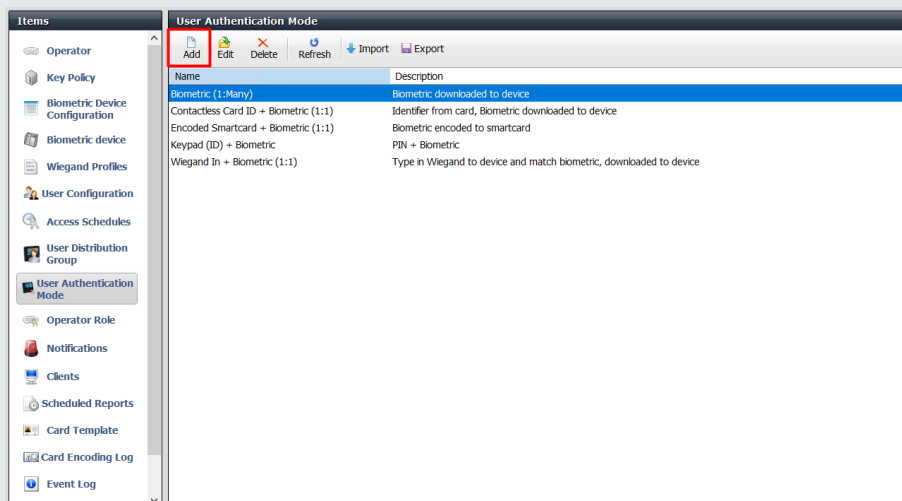 Items
Operator
Key Policy
Biometric Device
Configuration
Biometric device
Wiegand Profiles
User Configuration
Access Schedules
User Distribution
Group
User Authentication
Mode
Operator Role
Notifications
Clients
Scheduled Reports
Card Template
Card Encoding Log
Event Log
User Authentication Mode
Add Edit Delete Refresh Import Export
Name Description
Biometric (1:Many) Biometric downloaded to device
Contactless Card ID + Biometric (1:1) Identifier from card, Biometric downloaded to device
Encoded Smartcard + Biometric (1:1) Biometric encoded to smartcard
Keypad (ID) + Biometric PIN + Biometric
Wiegand In + Biometric (1:1) Type in Wiegand to device and match biometric, downloaded to device